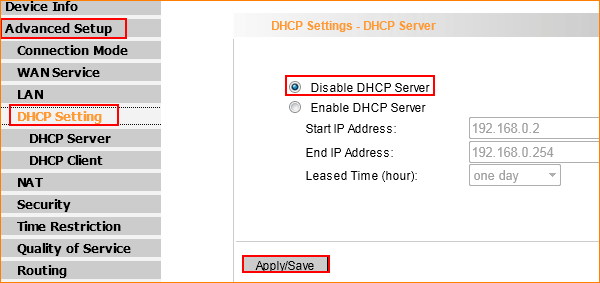 Device Info
Advanced Setup
Connection Mode
WAN Service
LAN
DHCP Setting
DHCP Server
DHCP Client
NAT
Security
Time Restriction
Quality of Service
Routing
DHCP Settings - DHCP Server
Disable DHCP Server
Enable DHCP Server
Start IP Address: 192.168.0.2
End IP Address: 192.168.0.254
Leased Time (hour): one day
Apply/Save